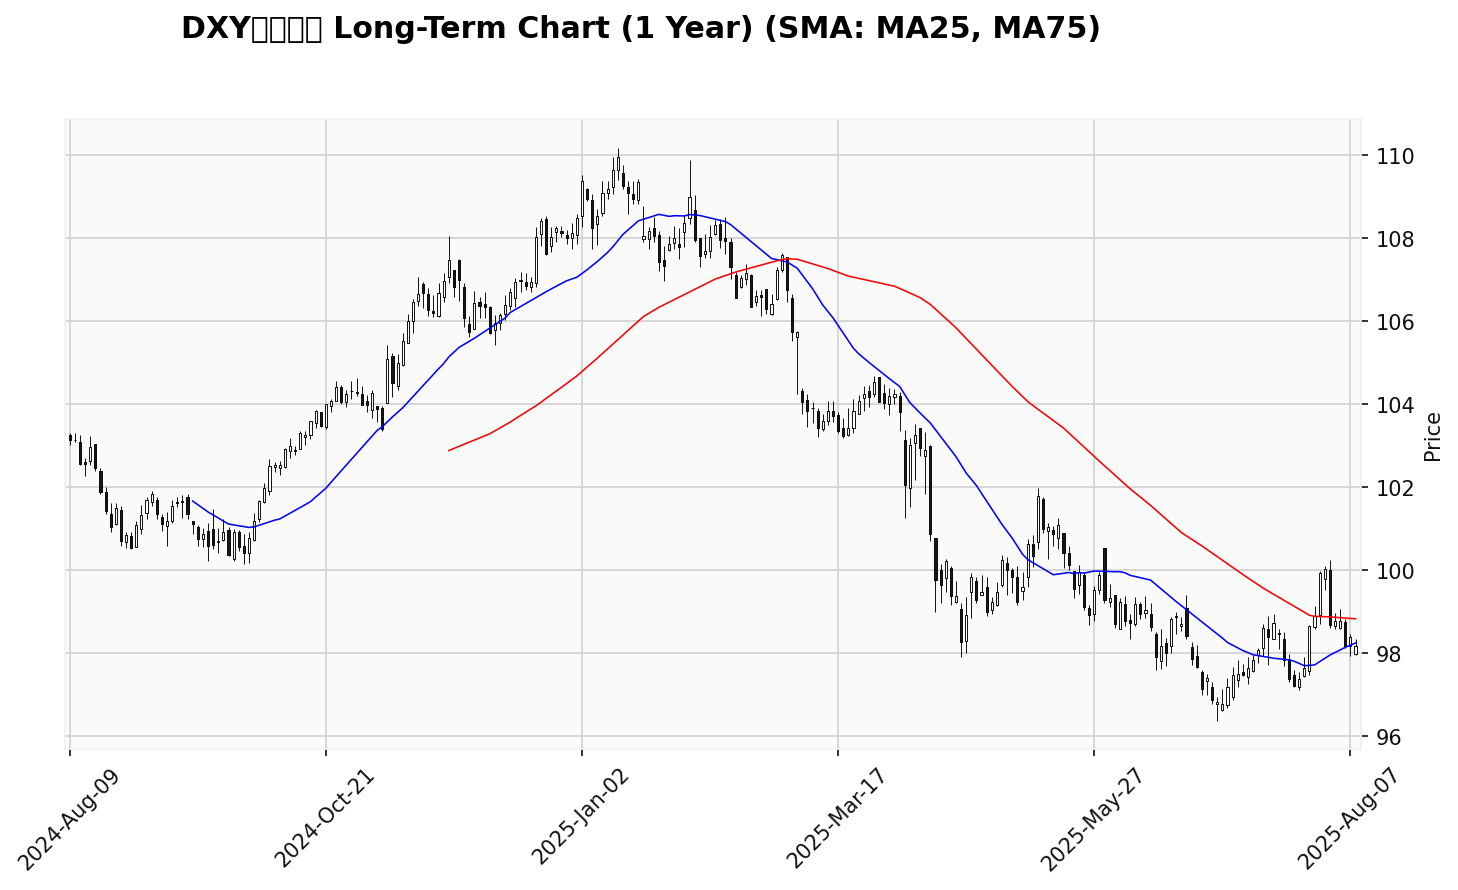 DXY□□□□ Long-Term Chart (1 Year) (SMA: MA25, MA75)
110
108
106
104
102
100
98
96
Price
2024-Aug-09
2024-Oct-21
2025-Jan-02
2025-Mar-17
2025-May-27
2025-Aug-07